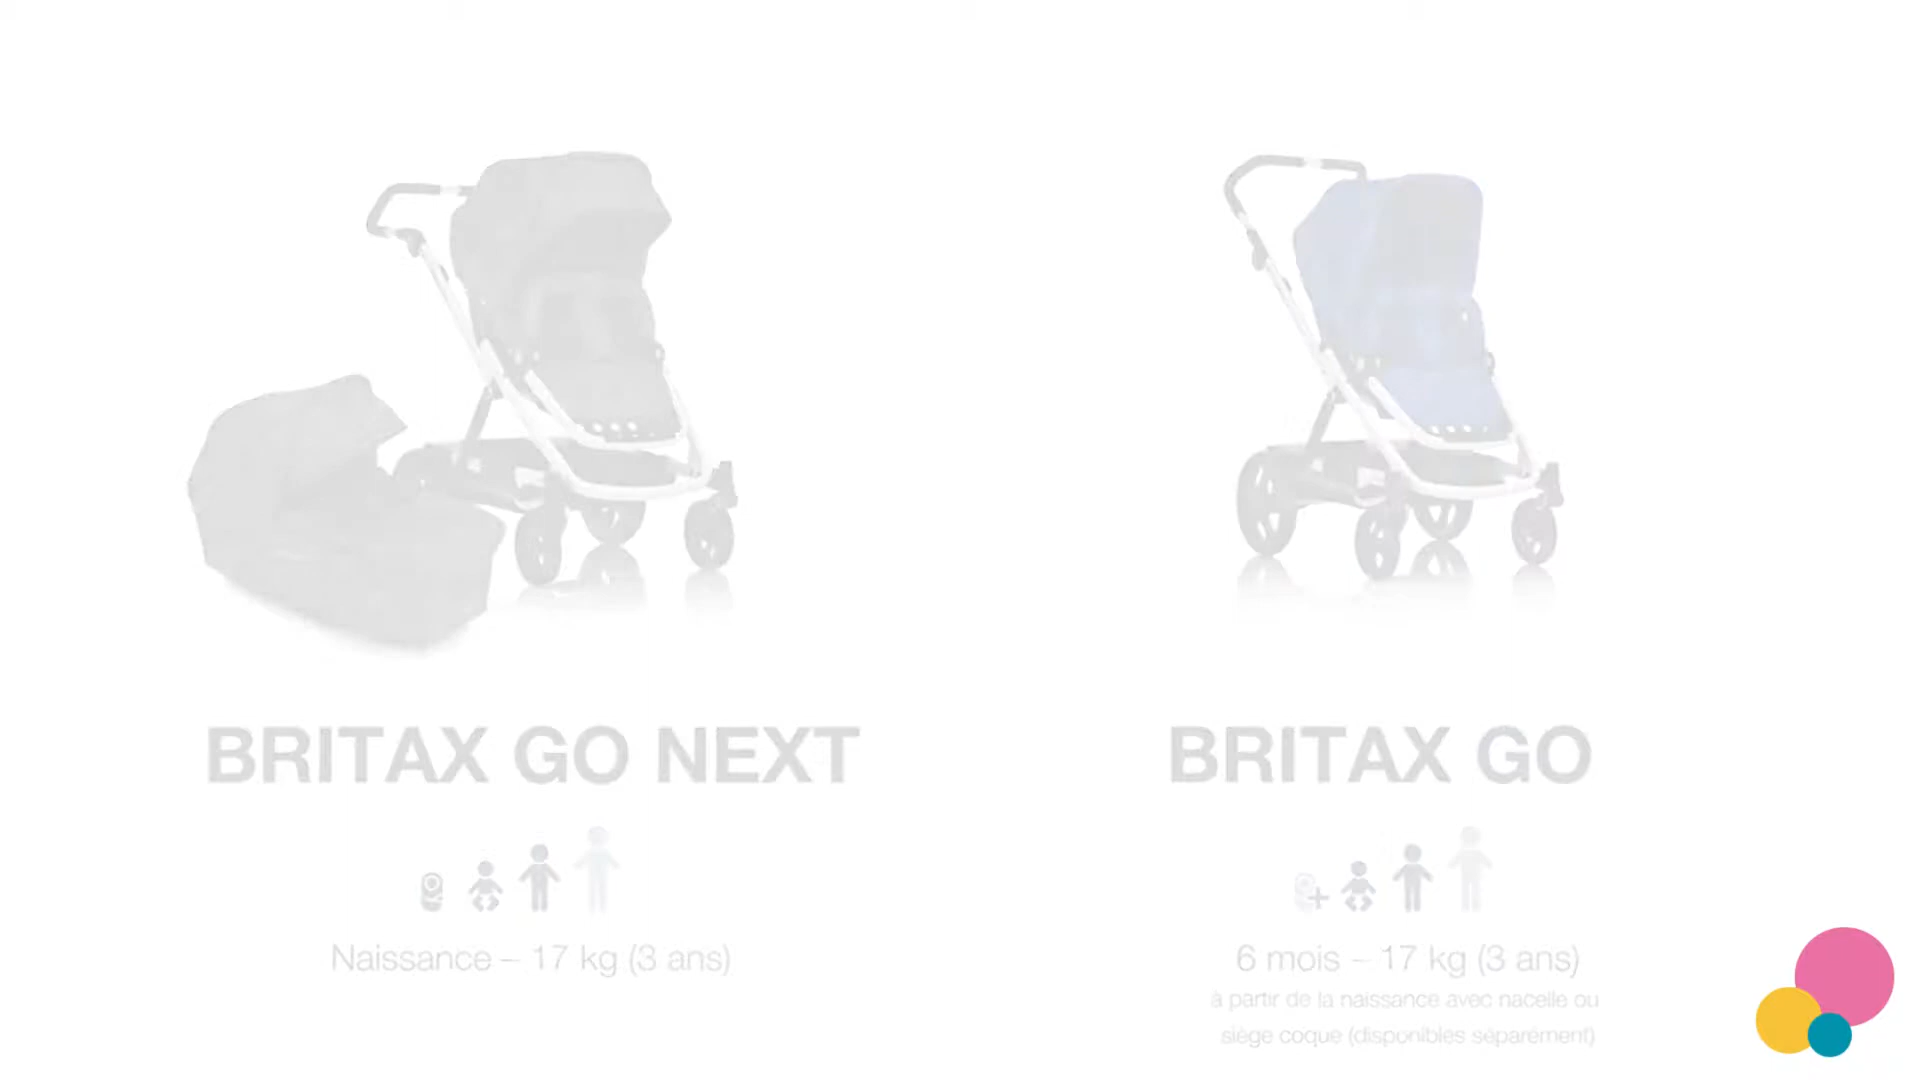 BRITAX GO NEXT
Naissance – 17 kg (3 ans)
BRITAX GO
6 mois – 17 kg (3 ans)
à partir de la naissance avec nacelle ou
siège coque (disponibles séparément)